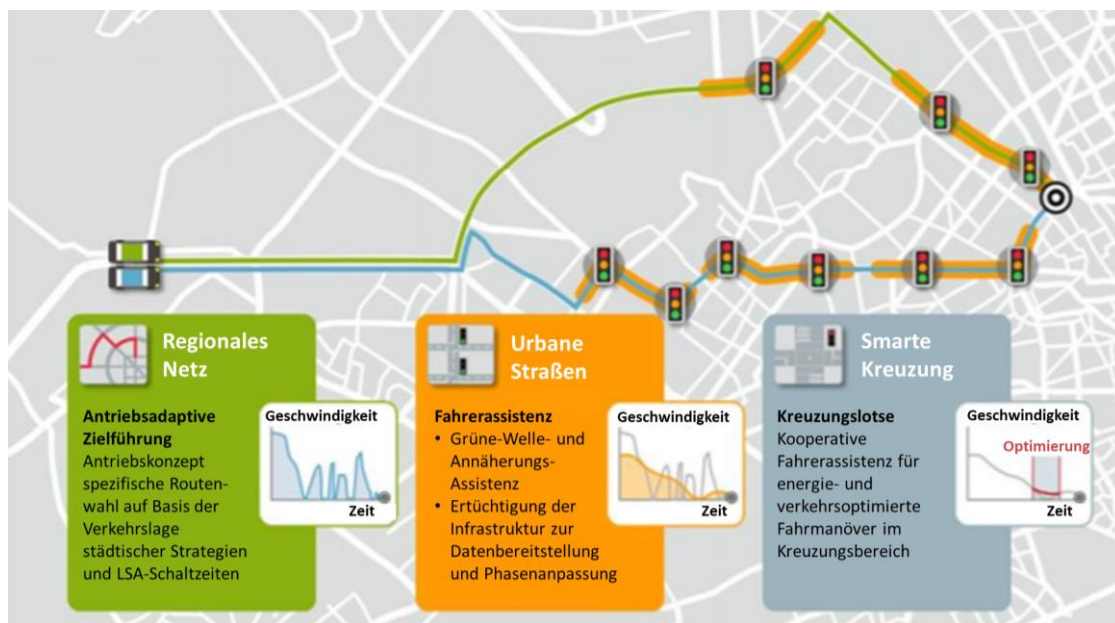 Regionales
Netz
Antriebsadaptive
Zielführung
Antriebskonzept
spezifische Routen-
wahl auf Basis der
Verkehrslage
städtischer Strategien
und LSA-Schaltzeiten
Geschwindigkeit
Zeit
Urbane
Straßen
Fahrerassistenz
• Grüne-Welle- und
Annäherungs-
Assistenz
• Ertüchtigung der
Infrastruktur zur
Datenbereitstellung
und Phasenanpassung
Geschwindigkeit
Zeit
Smarte
Kreuzung
Kreuzungslotse
Kooperative
Fahrerassistenz für
energie- und
verkehrsoptimierte
Fahrmanöver im
Kreuzungsbereich
Geschwindigkeit
Optimierung
Zeit